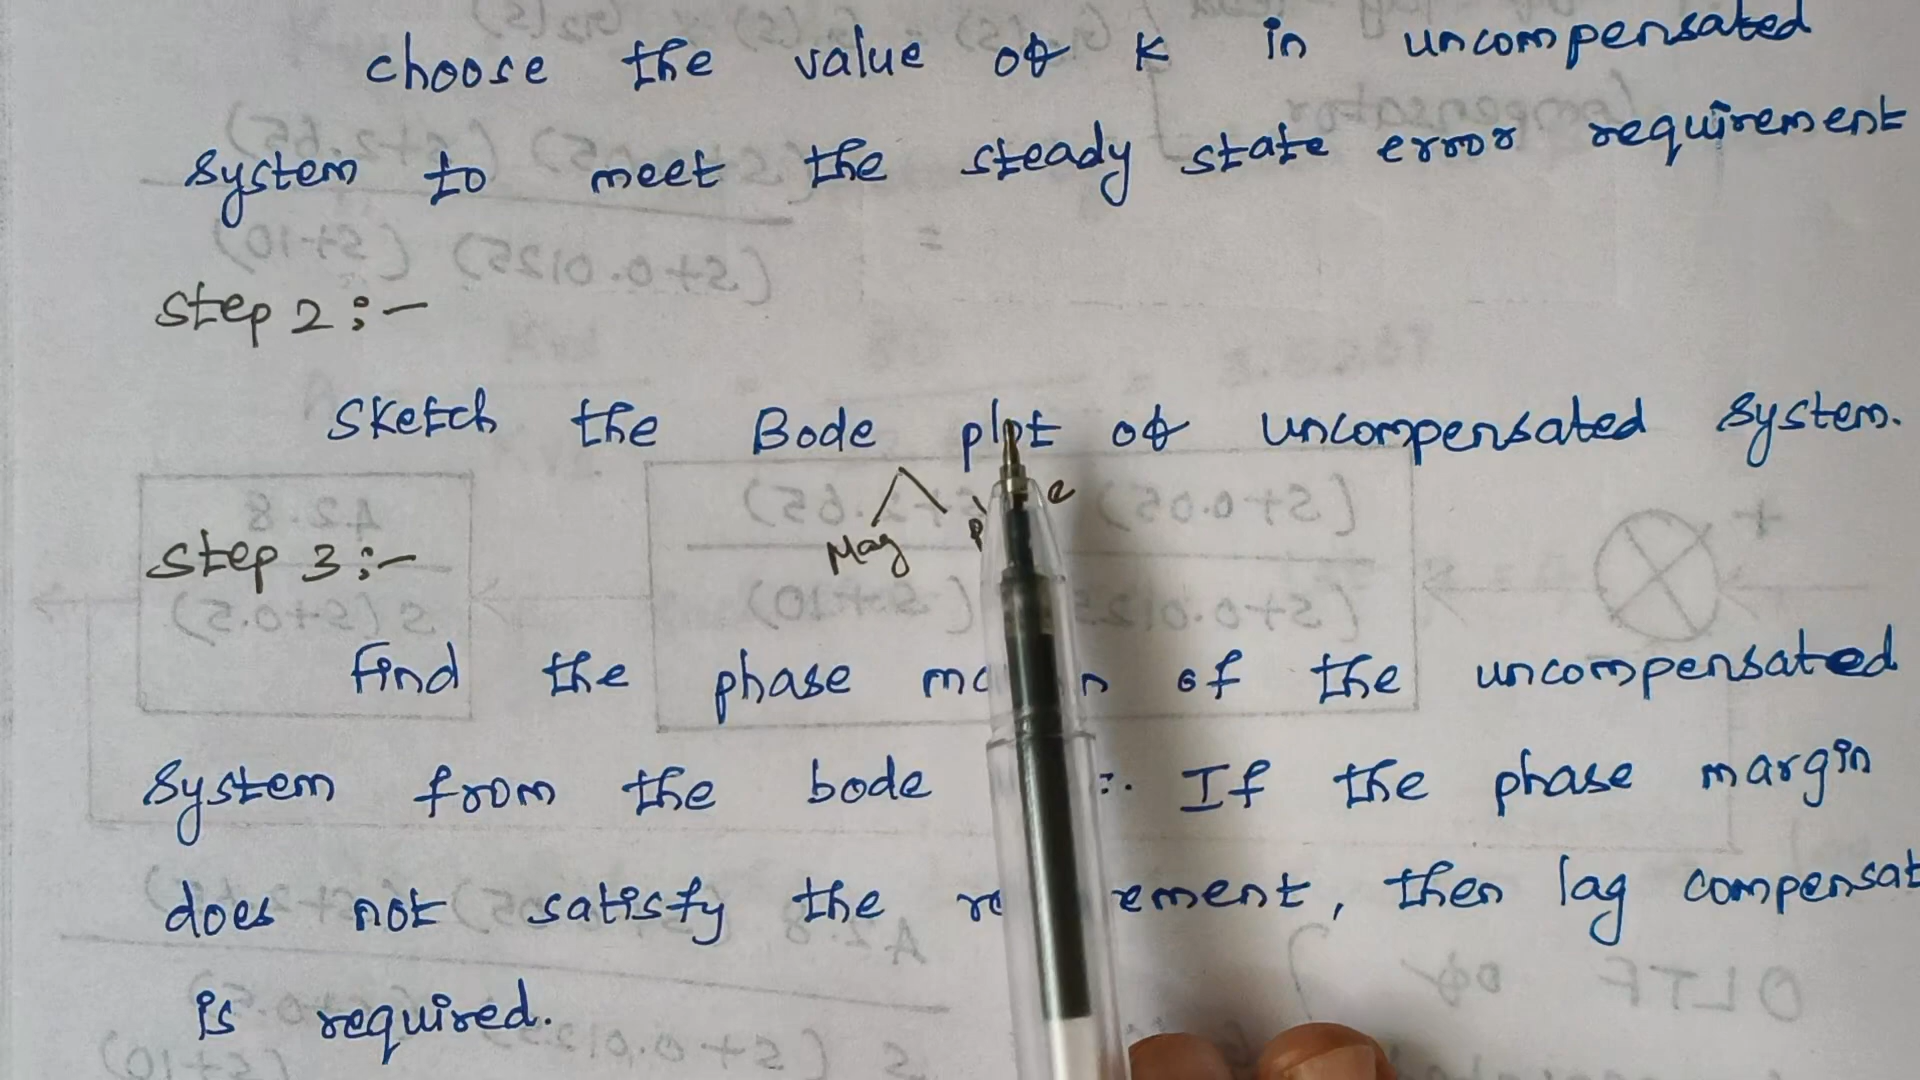 choose the value of K in uncompensated
system to meet the steady state error requirement
step 2 :-
Sketch the Bode plot of uncompensated system.
Mag
step 3 :-
Find the phase of the uncompensated
system from the bode If the phase margin
does not satisfy the then lag compensat
is required.